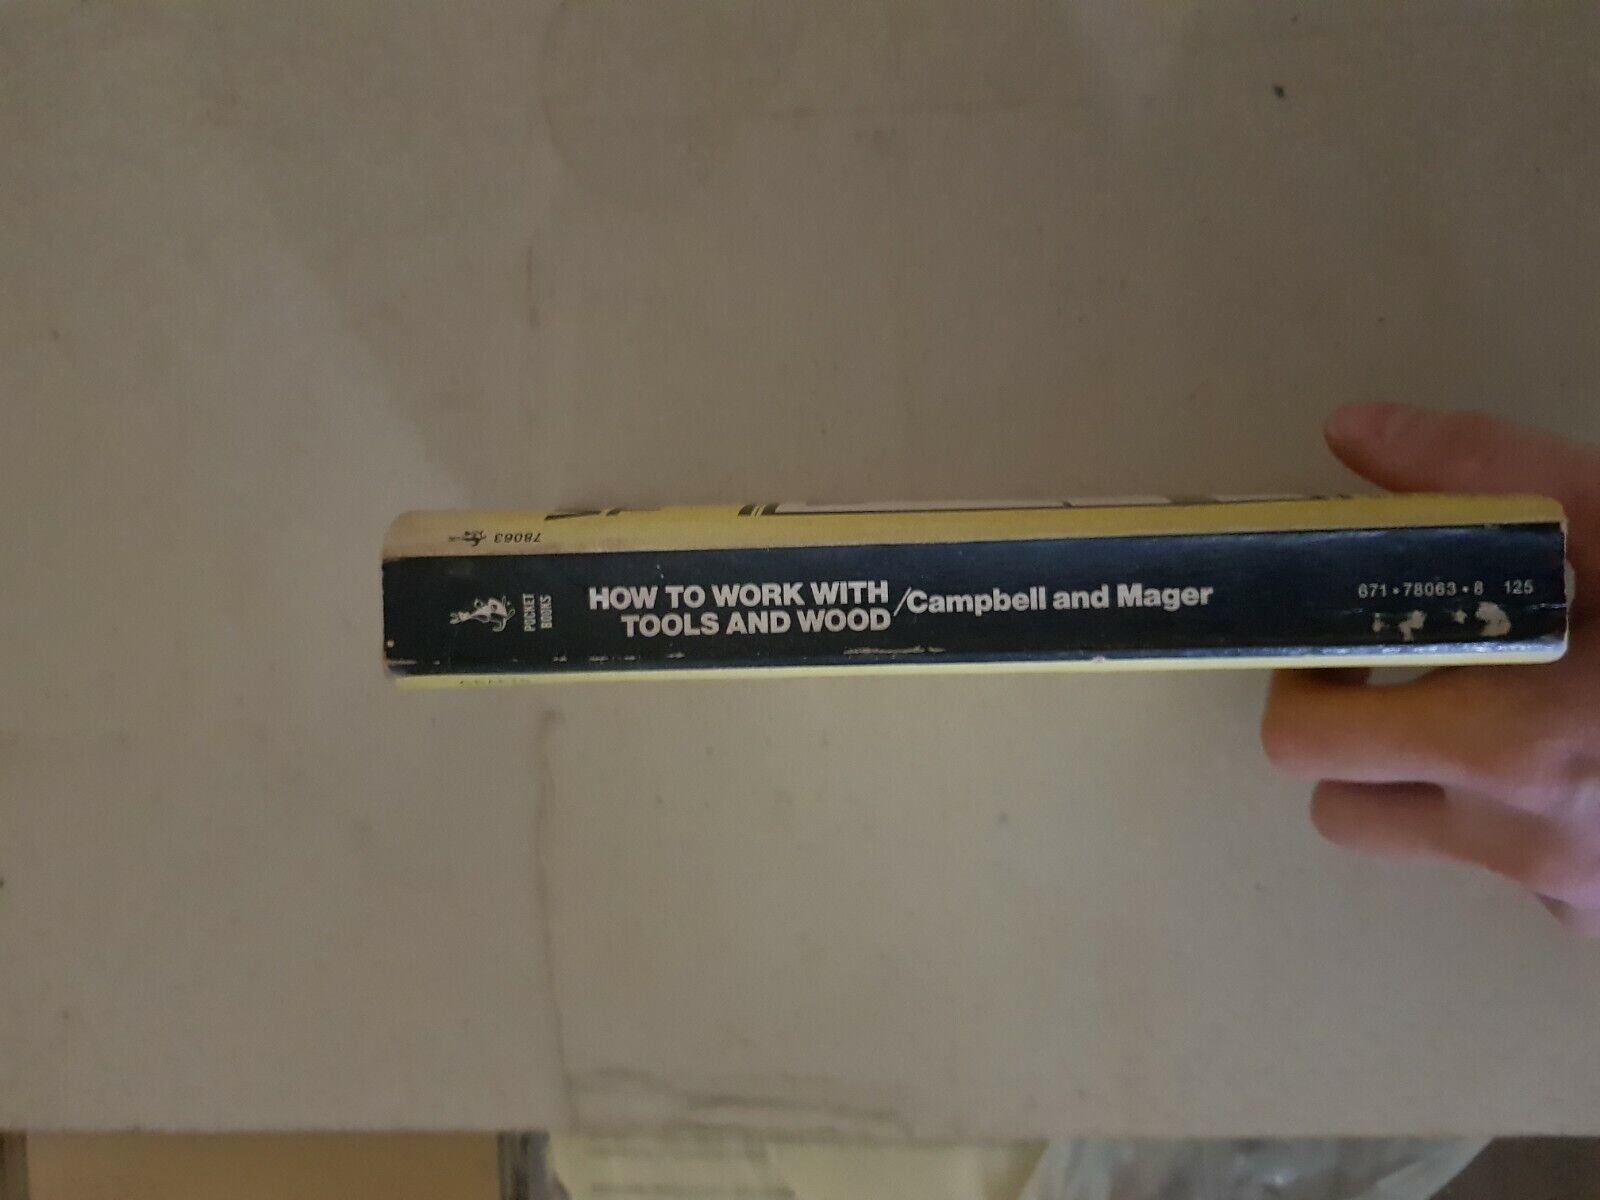 78063
POCKET
BOOKS
HOW TO WORK WITH
TOOLS AND WOOD
/Campbell and Mager
671•78063•8 125